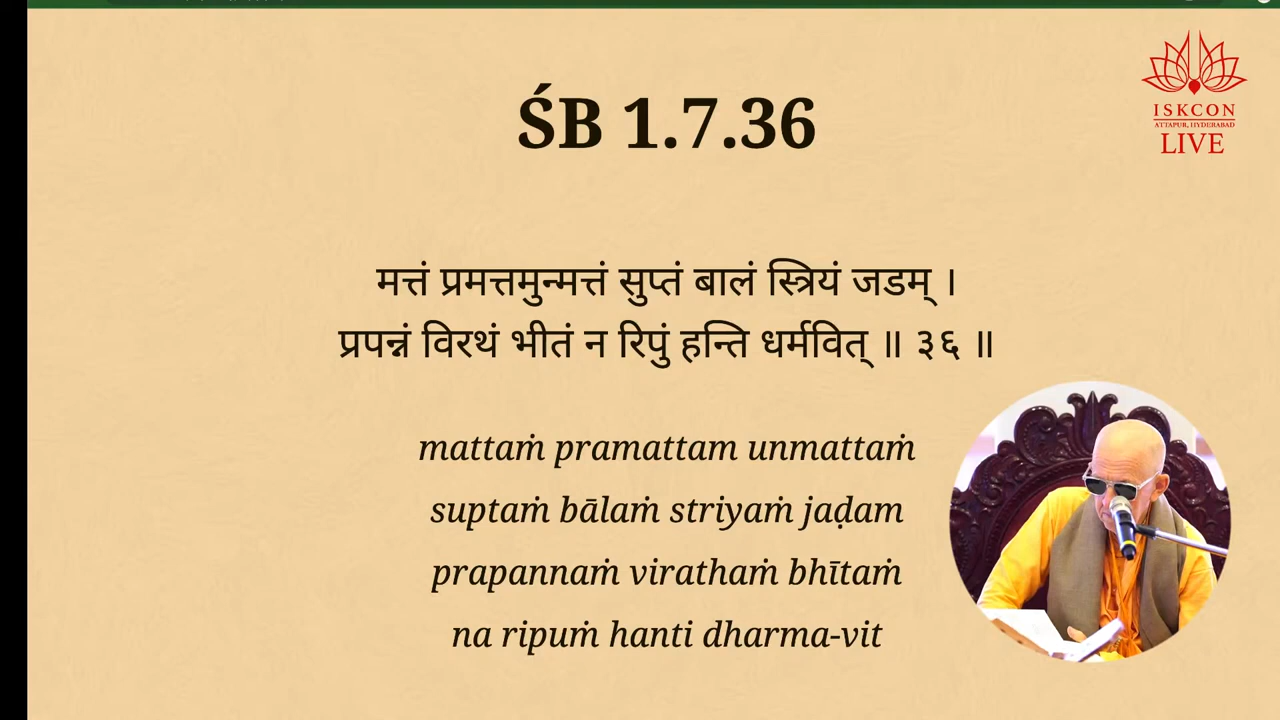 ŚB 1.7.36
ISKCON
ATTAPUR, HYDERABAD
LIVE
मत्तं प्रमत्तमुन्मत्तं सुप्तं बालं स्त्रियं जडम् ।
प्रपन्नं विरथं भीतं न रिपुं हन्ति धर्मवित् ॥ ३६ ॥
mattaṁ pramattam unmattaṁ
suptaṁ bālaṁ striyaṁ jaḍam
prapannaṁ virathaṁ bhītaṁ
na ripuṁ hanti dharma-vit